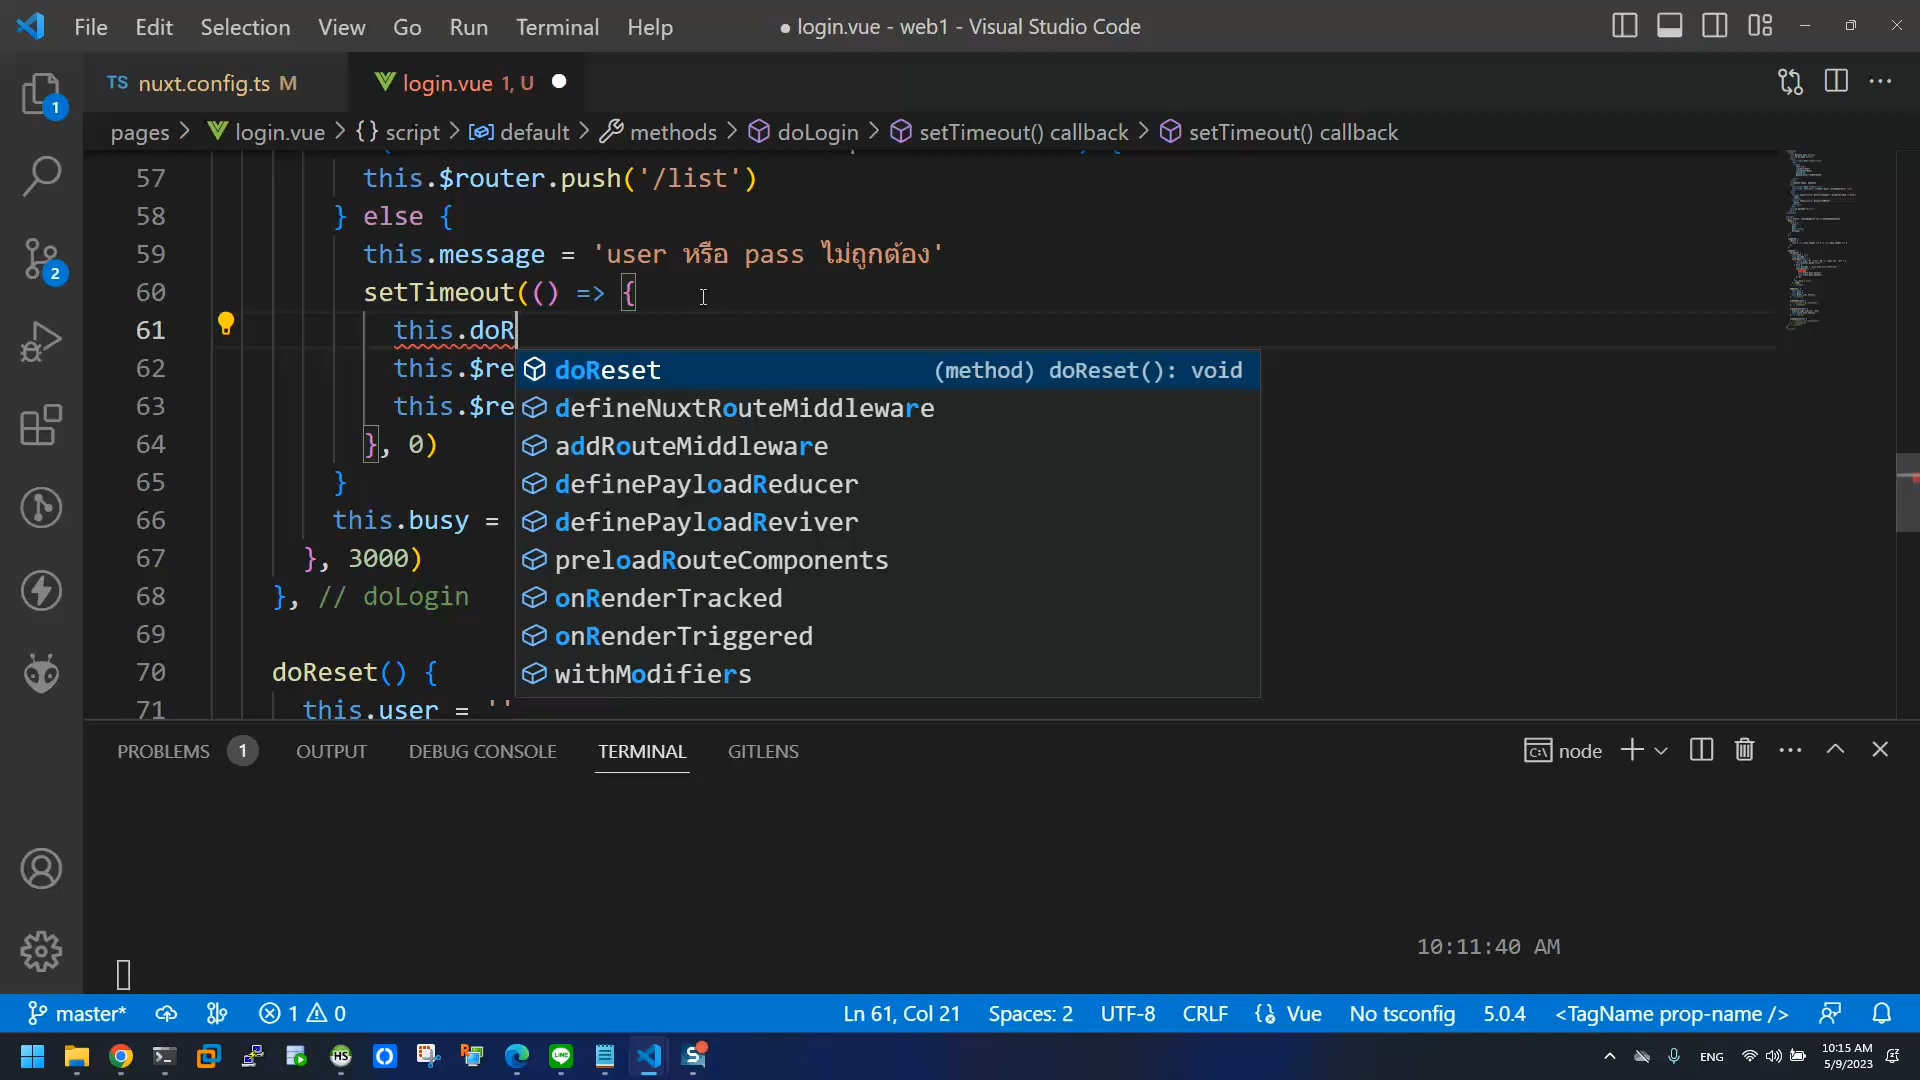 File Edit Selection View Go Run Terminal Help ● login.vue - web1 - Visual Studio Code
TS nuxt.config.ts M login.vue 1, U
pages > login.vue > {} script > default > methods > doLogin > setTimeout() callback > setTimeout() callback
57 this.$router.push('/list')
58 } else {
59 this.message = 'user หรือ pass ไม่ถูกต้อง'
60 setTimeout(() => {
61 this.doR
62 this.$re
63 this.$re
64 }, 0)
65 }
66 this.busy =
67 }, 3000)
68 }, // doLogin
69
70 doReset() {
71 this.user = ''
doReset (method) doReset(): void
defineNuxtRouteMiddleware
addRouteMiddleware
definePayloadReducer
definePayloadReviver
preloadRouteComponents
onRenderTracked
onRenderTriggered
withModifiers
1
2
PROBLEMS 1 OUTPUT DEBUG CONSOLE TERMINAL GITLENS node
10:11:40 AM
master* 1 0 Ln 61, Col 21 Spaces: 2 UTF-8 CRLF Vue No tsconfig 5.0.4 <TagName prop-name />
HS LINE ENG 10:15 AM
5/9/2023